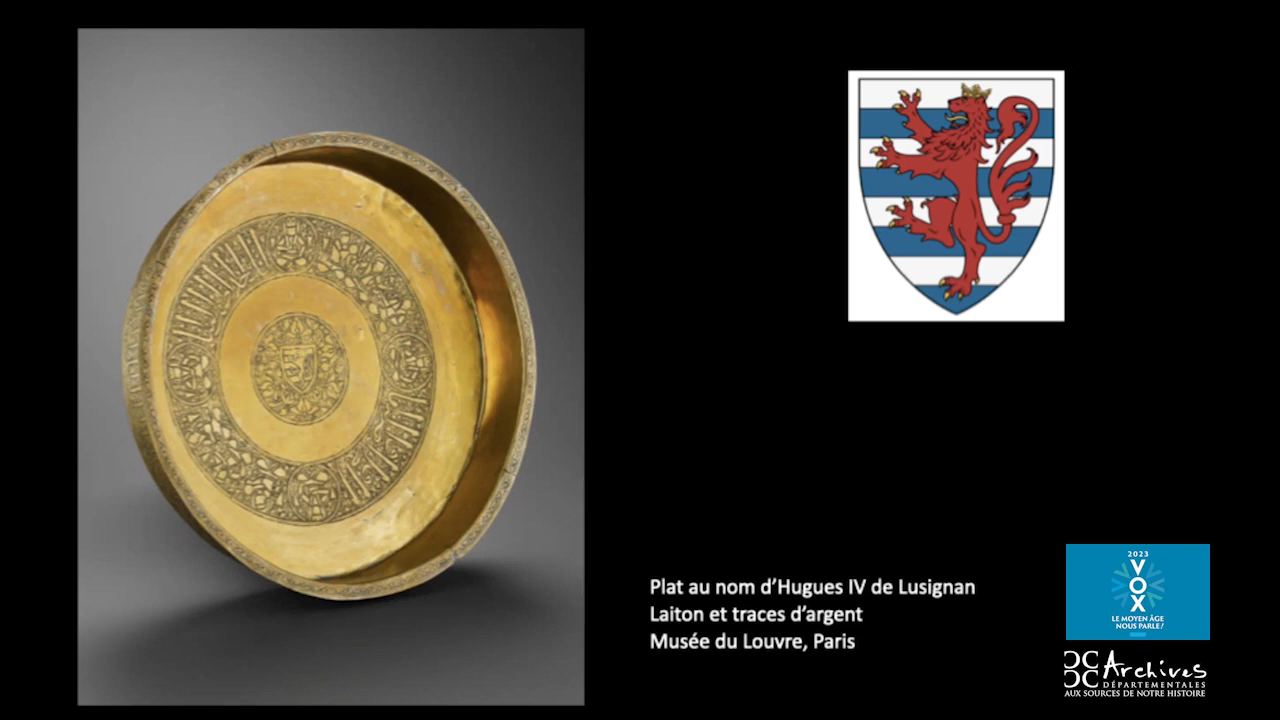 Plat au nom d’Hugues IV de Lusignan
Laiton et traces d’argent
Musée du Louvre, Paris
2023
VOX
LE MOYEN ÂGE
NOUS PARLE !
Archives
DÉPARTEMENTALES
AUX SOURCES DE NOTRE HISTOIRE